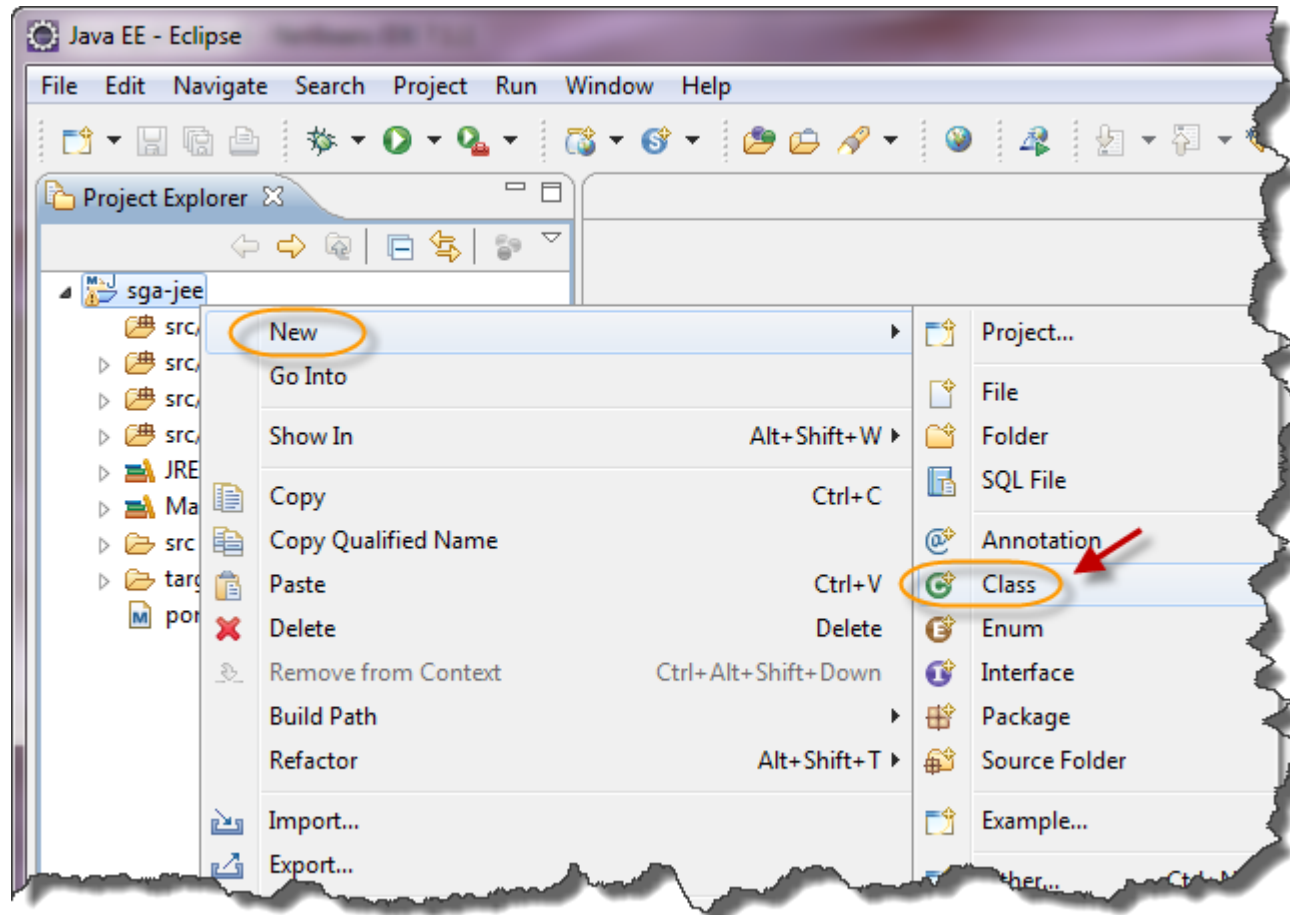 Java EE - Eclipse
File Edit Navigate Search Project Run Window Help
Project Explorer
sga-jee
src/
src/
src/
src/
JRE
Ma
src
targ
New
Go Into
Show In Alt+Shift+W
Copy Ctrl+C
Copy Qualified Name
Paste Ctrl+V
Delete Delete
Remove from Context Ctrl+Alt+Shift+Down
Build Path
Refactor Alt+Shift+T
Import...
Export...
Project...
File
Folder
SQL File
Annotation
Class
Enum
Interface
Package
Source Folder
Example...